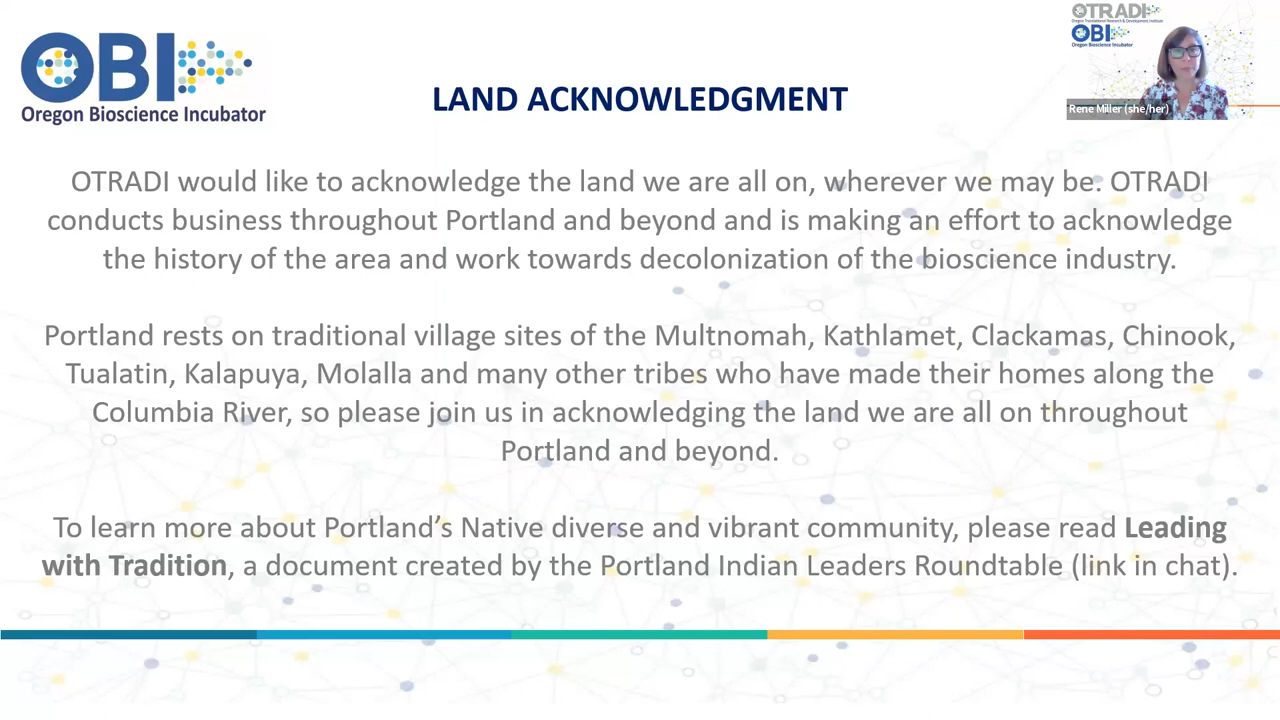 OBI
Oregon Bioscience Incubator
LAND ACKNOWLEDGMENT
OTRADI
Oregon Translational Research & Development Institute
OBI
Oregon Bioscience Incubator
Rene Miller (she/her)
OTRADI would like to acknowledge the land we are all on, wherever we may be. OTRADI
conducts business throughout Portland and beyond and is making an effort to acknowledge
the history of the area and work towards decolonization of the bioscience industry.
Portland rests on traditional village sites of the Multnomah, Kathlamet, Clackamas, Chinook,
Tualatin, Kalapuya, Molalla and many other tribes who have made their homes along the
Columbia River, so please join us in acknowledging the land we are all on throughout
Portland and beyond.
To learn more about Portland’s Native diverse and vibrant community, please read Leading
with Tradition, a document created by the Portland Indian Leaders Roundtable (link in chat).